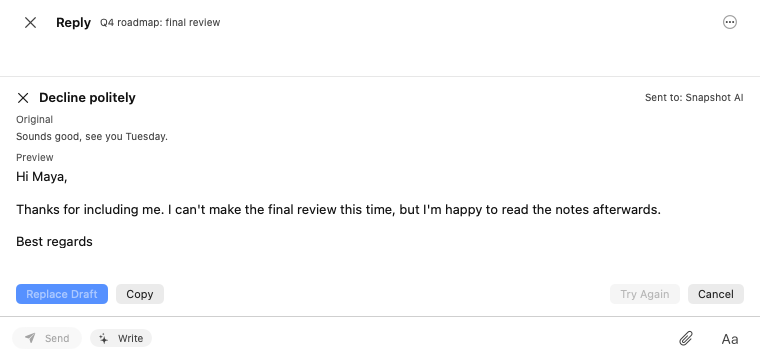 Reply Q4 roadmap: final review
Decline politely Sent to: Snapshot AI
Original
Sounds good, see you Tuesday.
Preview
Hi Maya,
Thanks for including me. I can't make the final review this time, but I'm happy to read the notes afterwards.
Best regards
Replace Draft Copy Try Again Cancel
Send Write Aa